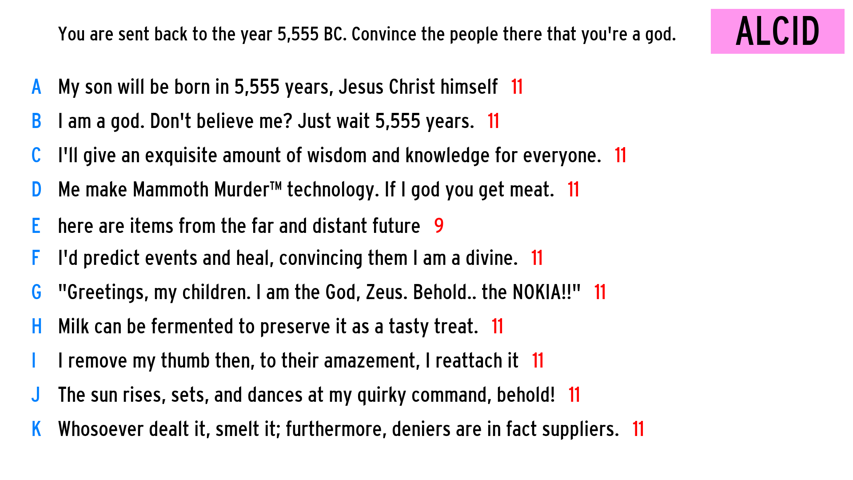 You are sent back to the year 5,555 BC. Convince the people there that you're a god.
ALCID
A My son will be born in 5,555 years, Jesus Christ himself 11
B I am a god. Don't believe me? Just wait 5,555 years. 11
C I'll give an exquisite amount of wisdom and knowledge for everyone. 11
D Me make Mammoth Murder™ technology. If I god you get meat. 11
E here are items from the far and distant future 9
F I'd predict events and heal, convincing them I am a divine. 11
G "Greetings, my children. I am the God, Zeus. Behold.. the NOKIA!!" 11
H Milk can be fermented to preserve it as a tasty treat. 11
I I remove my thumb then, to their amazement, I reattach it 11
J The sun rises, sets, and dances at my quirky command, behold! 11
K Whosoever dealt it, smelt it; furthermore, deniers are in fact suppliers. 11